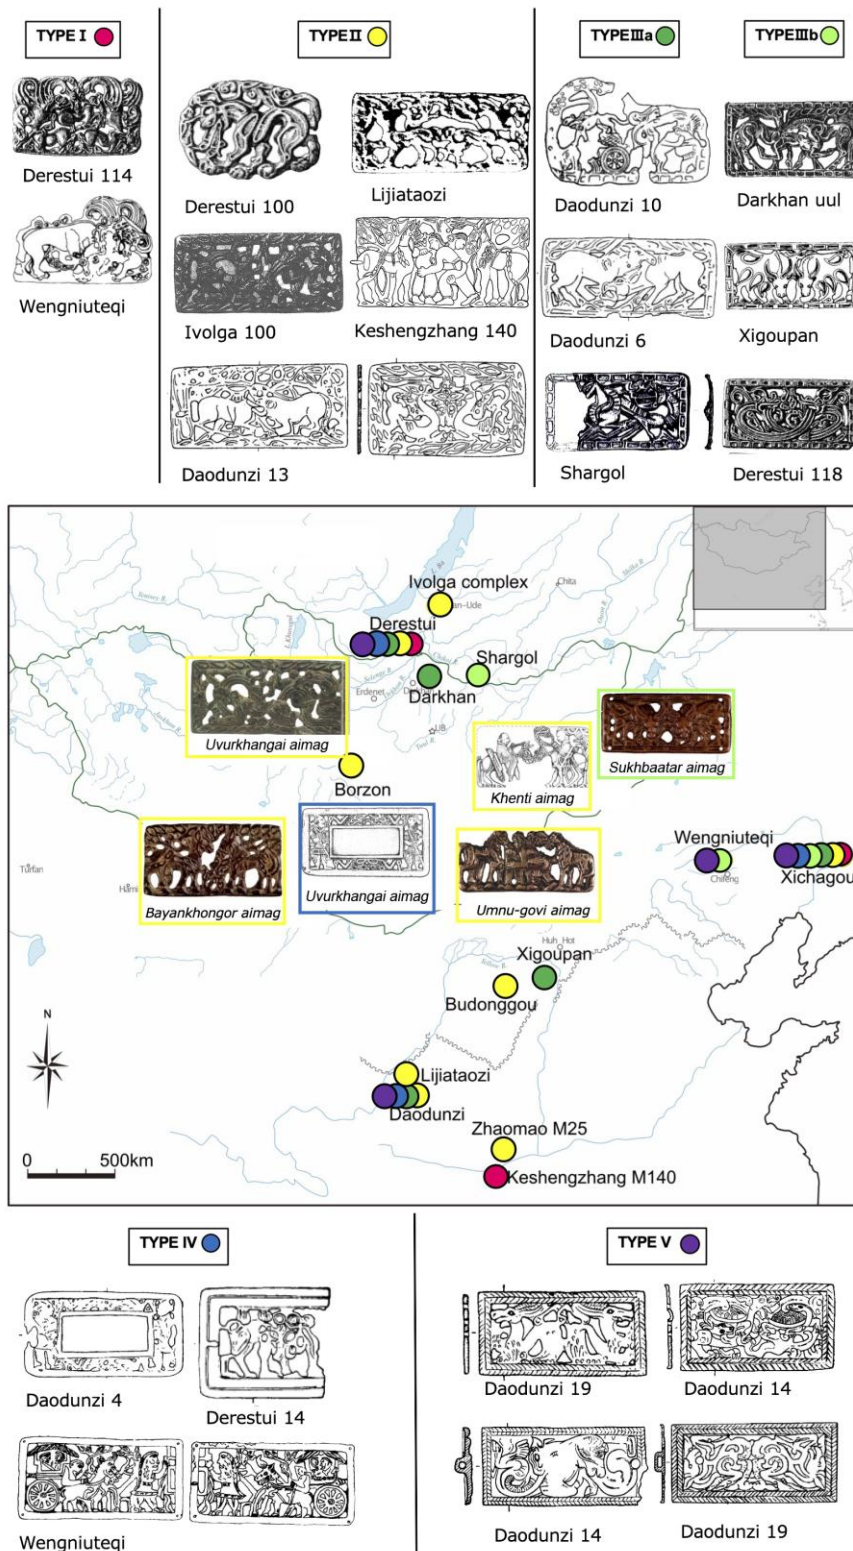 TYPE I
TYPE II
TYPE IIIa
TYPE IIIb
Derestui 114
Wengniuteqi
Derestui 100
Lijiataozi
Ivolga 100
Keshengzhang 140
Daodunzi 13
Daodunzi 10
Darkhan uul
Daodunzi 6
Xigoupan
Shargol
Derestui 118
Ivolga complex
an-Ude
Chita
Derestui
Shargol
Darkhan
Erdenet
UB
Uvurkhangai aimag
Borzon
Khenti aimag
Sukhbaatar aimag
Wengniuteqi
Chifeng
Xichagou
Turfan
Hami
Bayankhongor aimag
Uvurkhangai aimag
Umnu-govi aimag
Huh_Hot
Xigoupan
Budonggou
N
Lijiataozi
Daodunzi
Zhaomao M25
Keshengzhang M140
0 500km
TYPE IV
TYPE V
Daodunzi 4
Derestui 14
Wengniuteqi
Daodunzi 19
Daodunzi 14
Daodunzi 14
Daodunzi 19